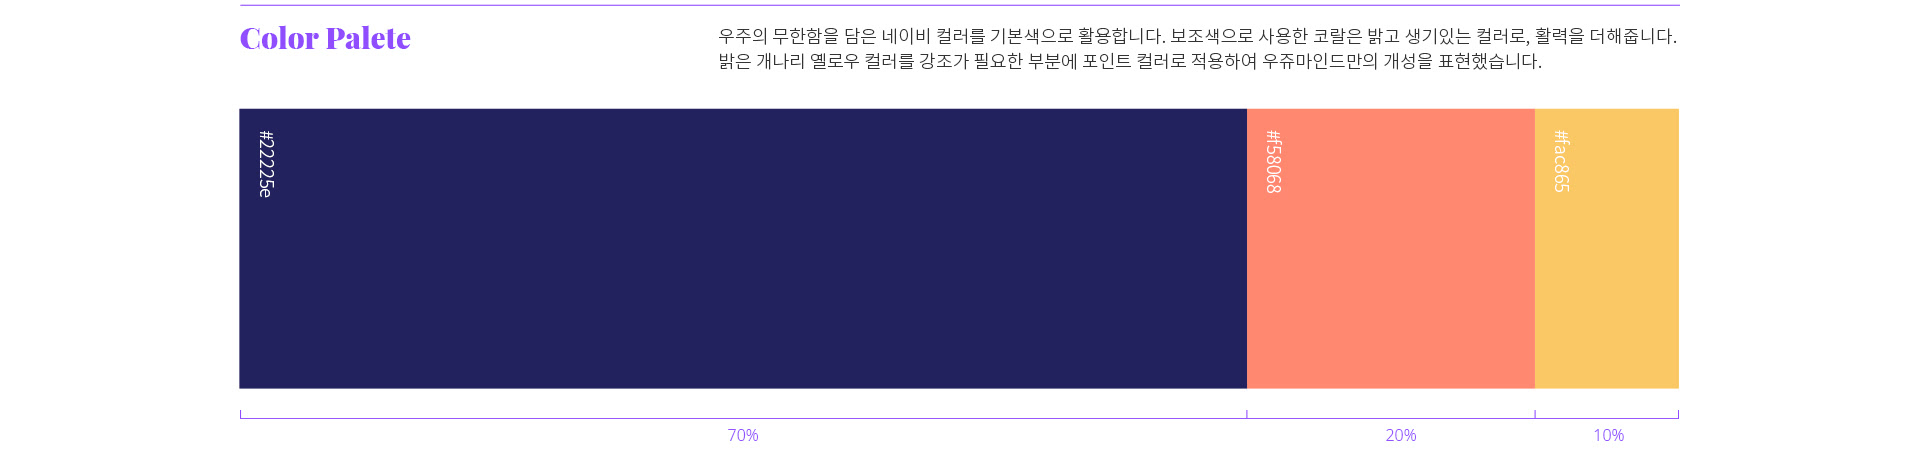 Color Palete
우주의 무한함을 담은 네이비 컬러를 기본색으로 활용합니다. 보조색으로 사용한 코랄은 밝고 생기있는 컬러로, 활력을 더해줍니다.
밝은 개나리 옐로우 컬러를 강조가 필요한 부분에 포인트 컬러로 적용하여 우쥬마인드만의 개성을 표현했습니다.
#22225e
#f58068
#fac865
70%
20%
10%